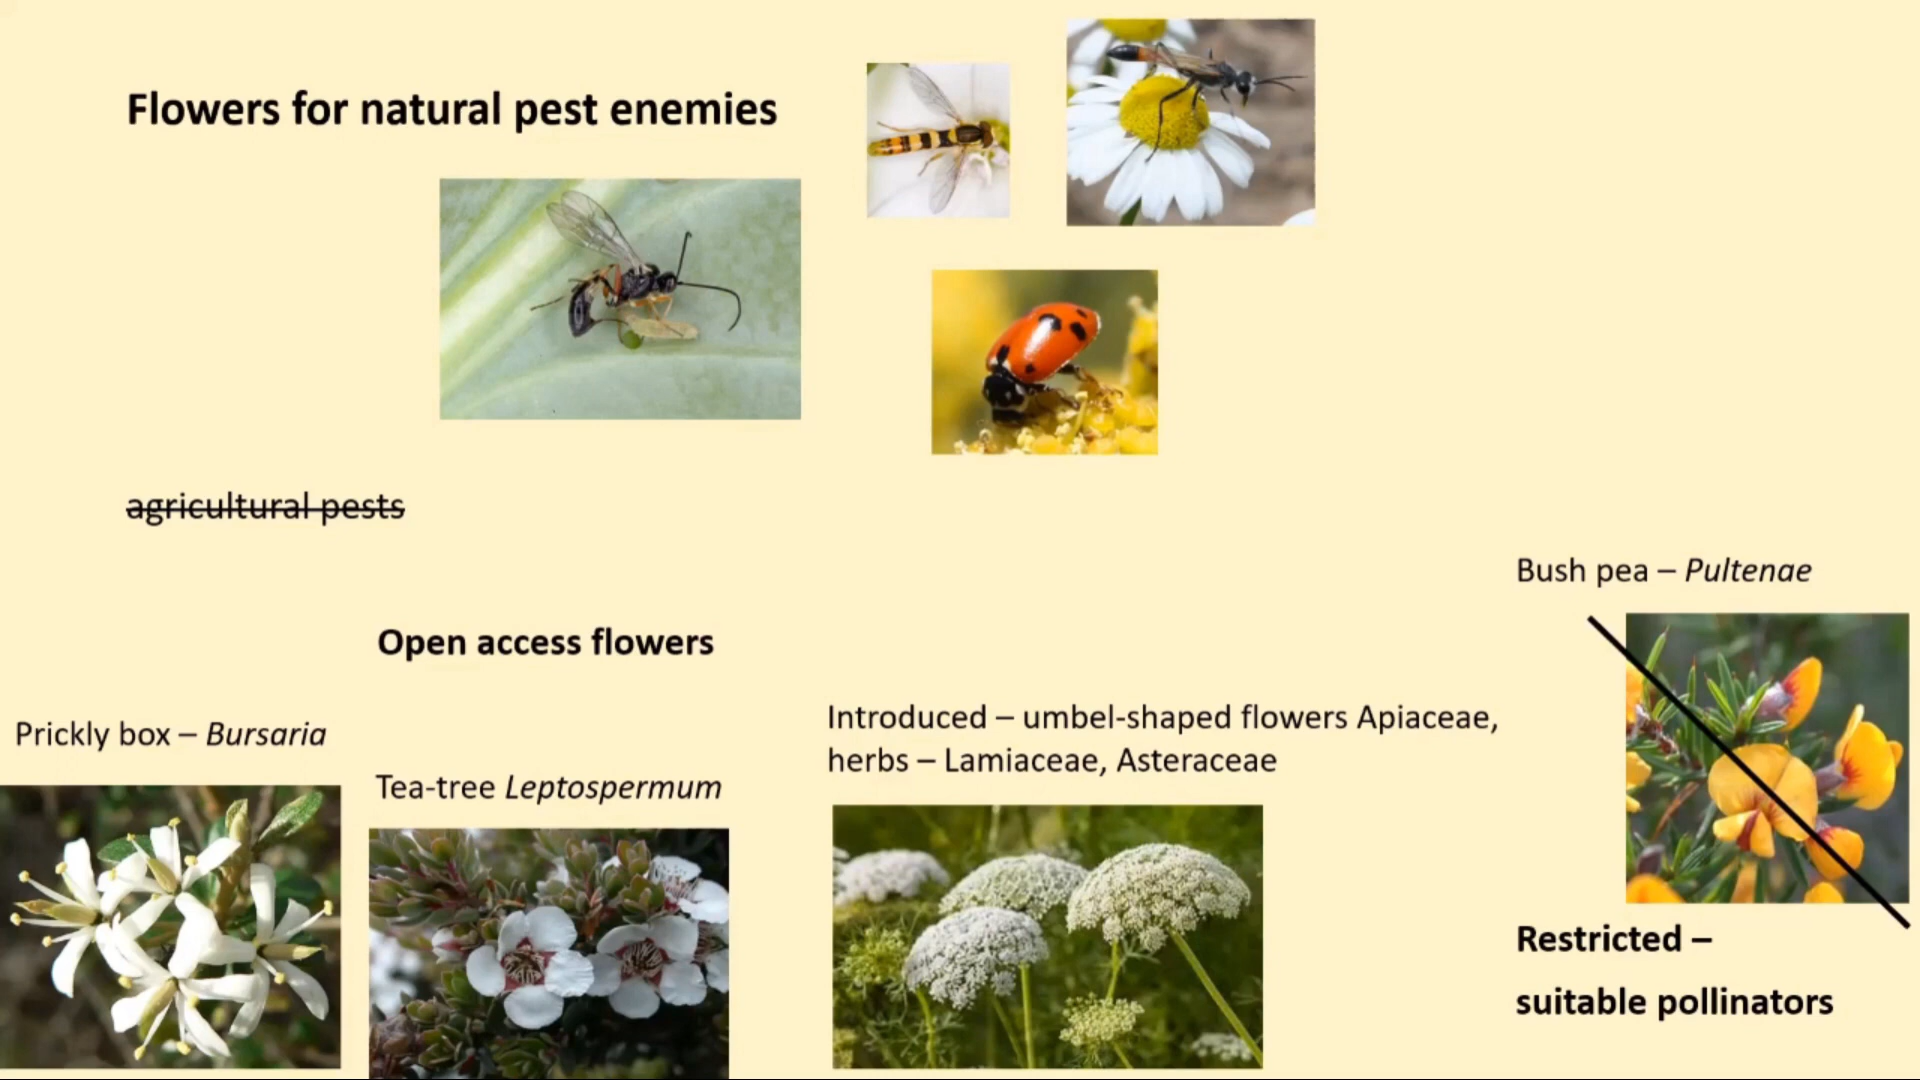 Flowers for natural pest enemies
agricultural pests
Bush pea – Pultenae
Open access flowers
Prickly box – Bursaria
Tea-tree Leptospermum
Introduced – umbel-shaped flowers Apiaceae,
herbs – Lamiaceae, Asteraceae
Restricted –
suitable pollinators